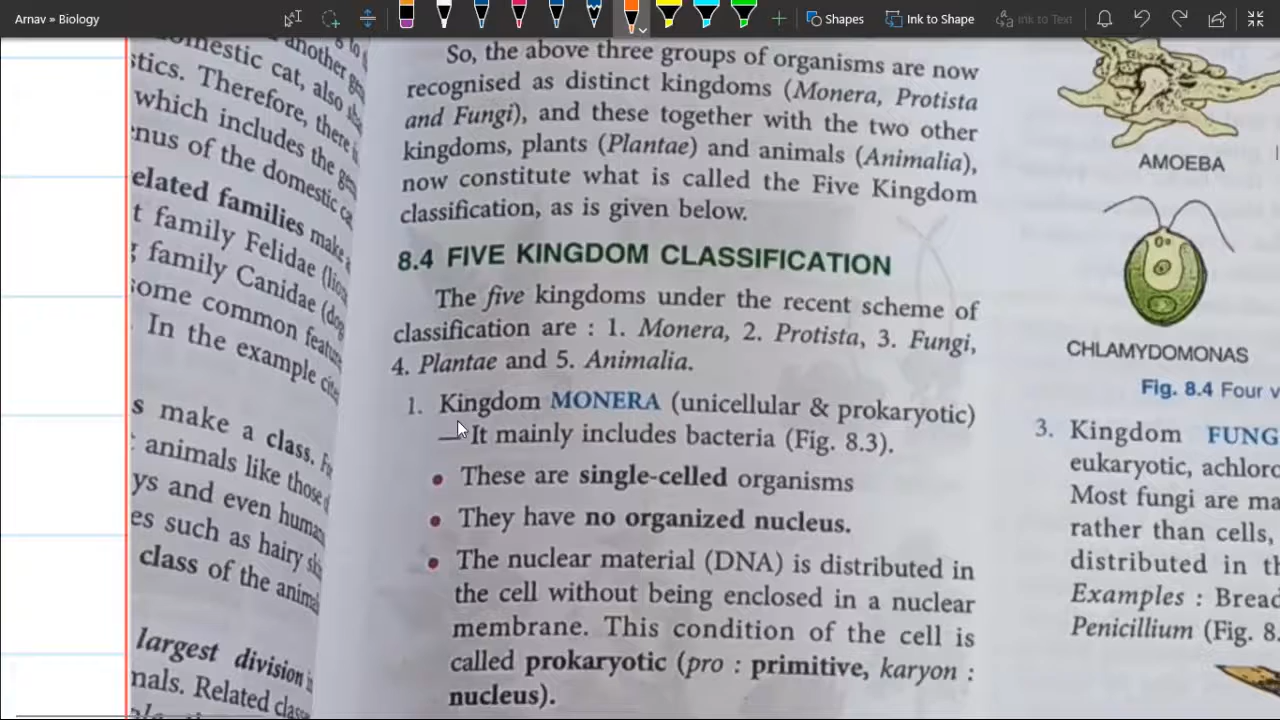 Arnav » Biology
Shapes
Ink to Shape
Ink to Text
another
domestic cat, also
stics. Therefore, there is
which includes the
enus of the domestic
elated families make
t family Felidae
family Canidae
some common
. In the example
s make a class.
animals like those
ys and even human
es such as hairy
class of the animal
largest division
mals. Related
So, the above three groups of organisms are now
recognised as distinct kingdoms (Monera, Protista
and Fungi), and these together with the two other
kingdoms, plants (Plantae) and animals (Animalia),
now constitute what is called the Five Kingdom
classification, as is given below.
8.4 FIVE KINGDOM CLASSIFICATION
The five kingdoms under the recent scheme of
classification are : 1. Monera, 2. Protista, 3. Fungi,
4. Plantae and 5. Animalia.
1. Kingdom MONERA (unicellular & prokaryotic)
— It mainly includes bacteria (Fig. 8.3).
• These are single-celled organisms
• They have no organized nucleus.
• The nuclear material (DNA) is distributed in
the cell without being enclosed in a nuclear
membrane. This condition of the cell is
called prokaryotic (pro : primitive, karyon :
nucleus).
AMOEBA
CHLAMYDOMONAS
Fig. 8.4 Four v
3. Kingdom FUNG
eukaryotic, achloro
Most fungi are ma
rather than cells,
distributed in th
Examples : Bread
Penicillium (Fig. 8.